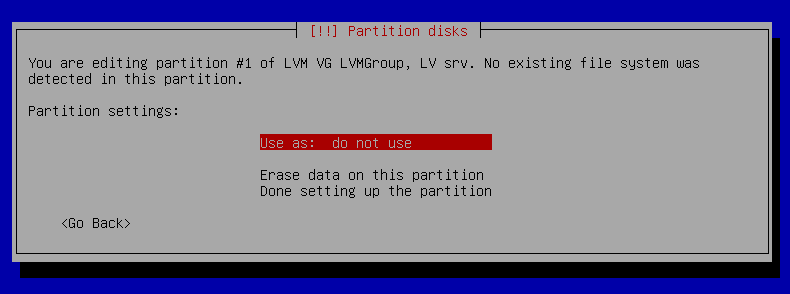 [!!] Partition disks
You are editing partition #1 of LVM VG LVMGroup, LV srv. No existing file system was
detected in this partition.
Partition settings:
Use as:  do not use
Erase data on this partition
Done setting up the partition
<Go Back>